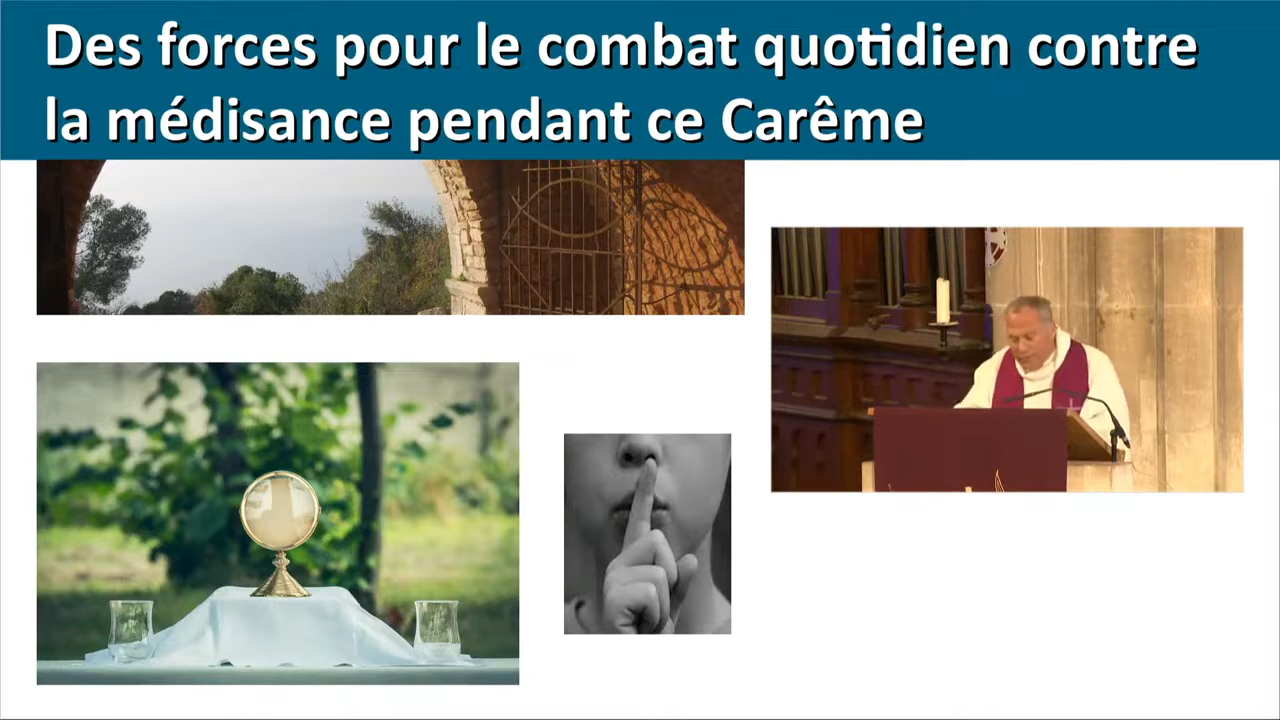 Des forces pour le combat quotidien contre
la médisance pendant ce Carême